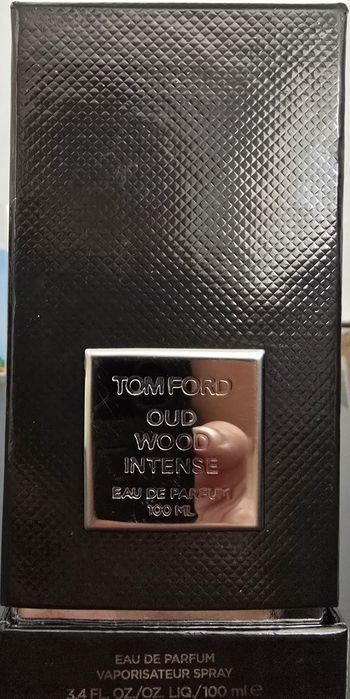 TOM FORD
OUD
WOOD
INTENSE
EAU DE PARFUM
100 ML
EAU DE PARFUM
VAPORISATEUR SPRAY
3.4 FL. OZ./OZ. LIQ./100 ml e